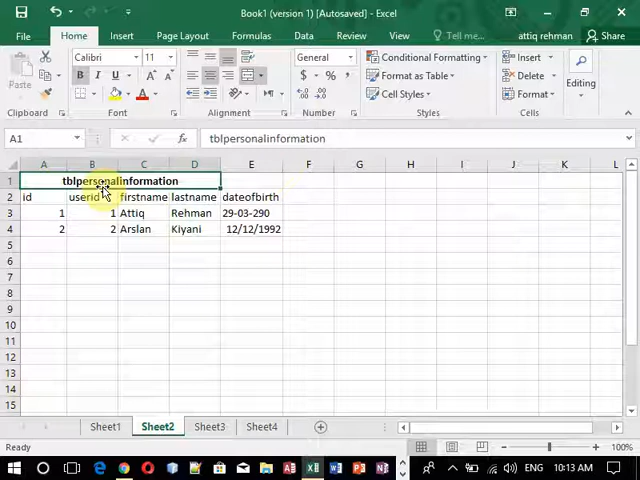 Book1 (version 1) [Autosaved] - Excel
File Home Insert Page Layout Formulas Data Review View Tell me... attiq rehman Share
Calibri 11 General Conditional Formatting Insert
Paste B I U A A $ % , Format as Table Delete Editing
Cell Styles Format
Clipboard Font Alignment Number Styles Cells
A1 fx tblpersonalinformation
A B C D E F G H I J K L
1 tblpersonalinformation
2 id userid firstname lastname dateofbirth
3 1 1 Attiq Rehman 29-03-290
4 2 2 Arslan Kiyani 12/12/1992
5
6
7
8
9
10
11
12
13
14
15
Sheet1 Sheet2 Sheet3 Sheet4
Ready 100%
ENG 10:13 AM